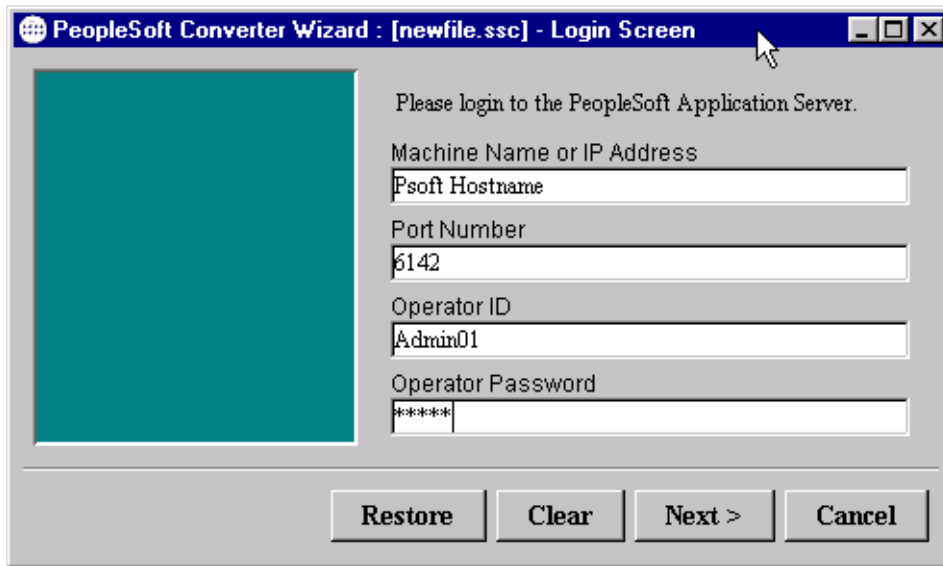 PeopleSoft Converter Wizard : [newfile.ssc] - Login Screen
Please login to the PeopleSoft Application Server.
Machine Name or IP Address
Psoft Hostname
Port Number
6142
Operator ID
Admin01
Operator Password
*****
Restore Clear Next > Cancel